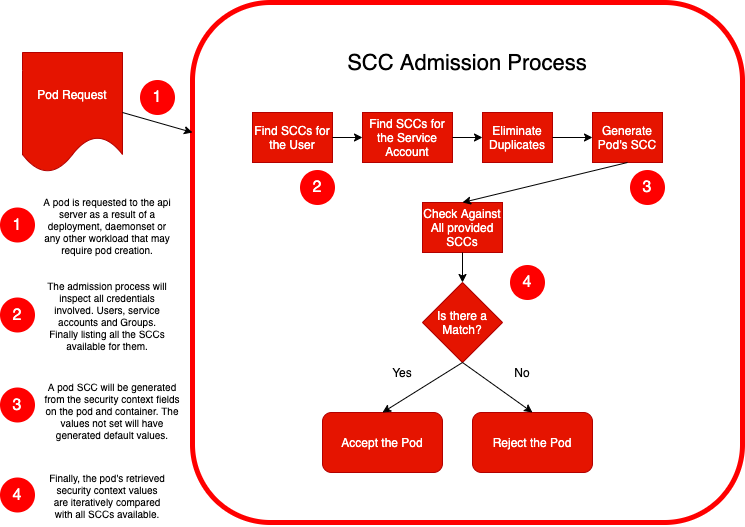 SCC Admission Process
Pod Request
1
Find SCCs for
the User
Find SCCs for
the Service
Account
Eliminate
Duplicates
Generate
Pod's SCC
2
3
Check Against
All provided
SCCs
4
Is there a
Match?
Yes
No
Accept the Pod
Reject the Pod
1
A pod is requested to the api
server as a result of a
deployment, daemonset or
any other workload that may
require pod creation.
2
The admission process will
inspect all credentials
involved. Users, service
accounts and Groups.
Finally listing all the SCCs
available for them.
3
A pod SCC will be generated
from the security context fields
on the pod and container. The
values not set will have
generated default values.
4
Finally, the pod's retrieved
security context values
are iteratively compared
with all SCCs available.